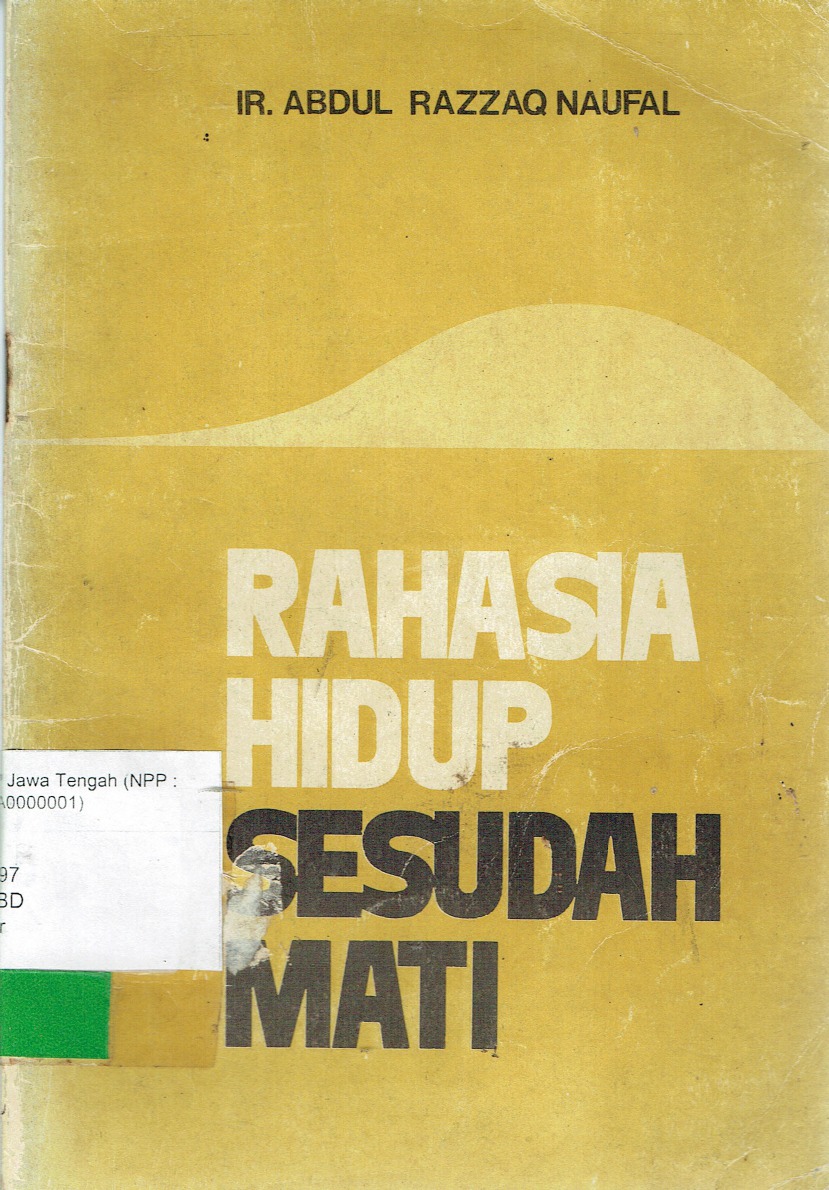 IR. ABDUL RAZZAQ NAUFAL
RAHASIA
HIDUP
SESUDAH
MATI
Jawa Tengah (NPP :
A0000001)
97
BD
r